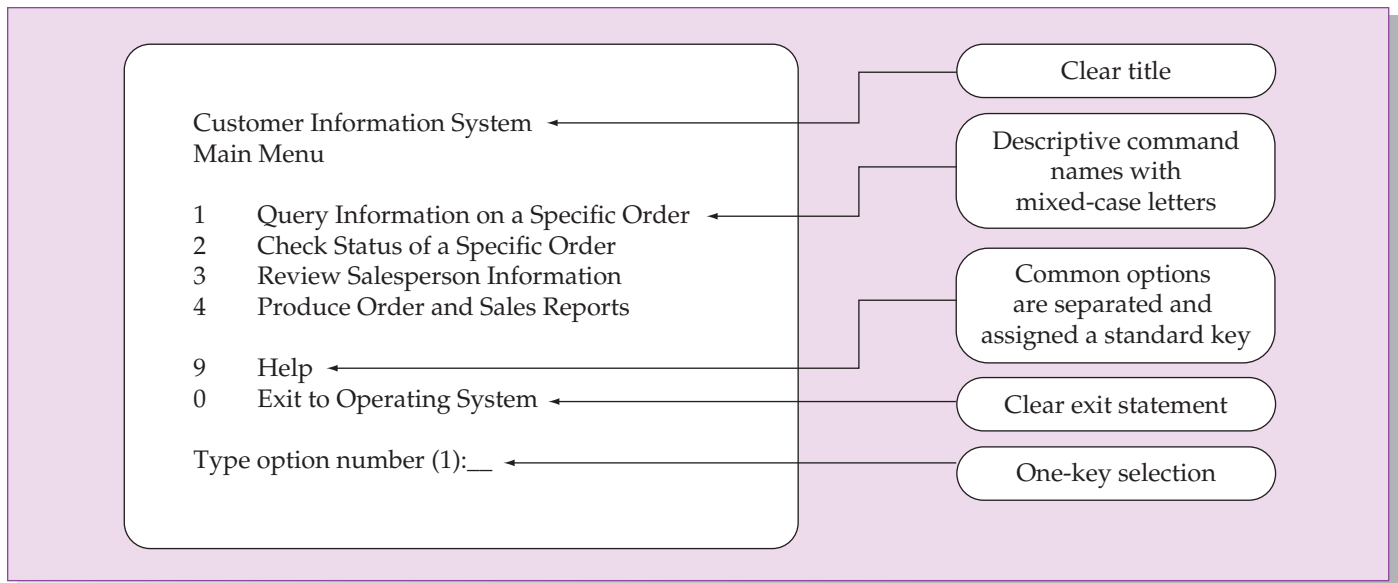 Customer Information System
Main Menu
1 Query Information on a Specific Order
2 Check Status of a Specific Order
3 Review Salesperson Information
4 Produce Order and Sales Reports
9 Help
0 Exit to Operating System
Type option number (1):__
Clear title
Descriptive command
names with
mixed-case letters
Common options
are separated and
assigned a standard key
Clear exit statement
One-key selection